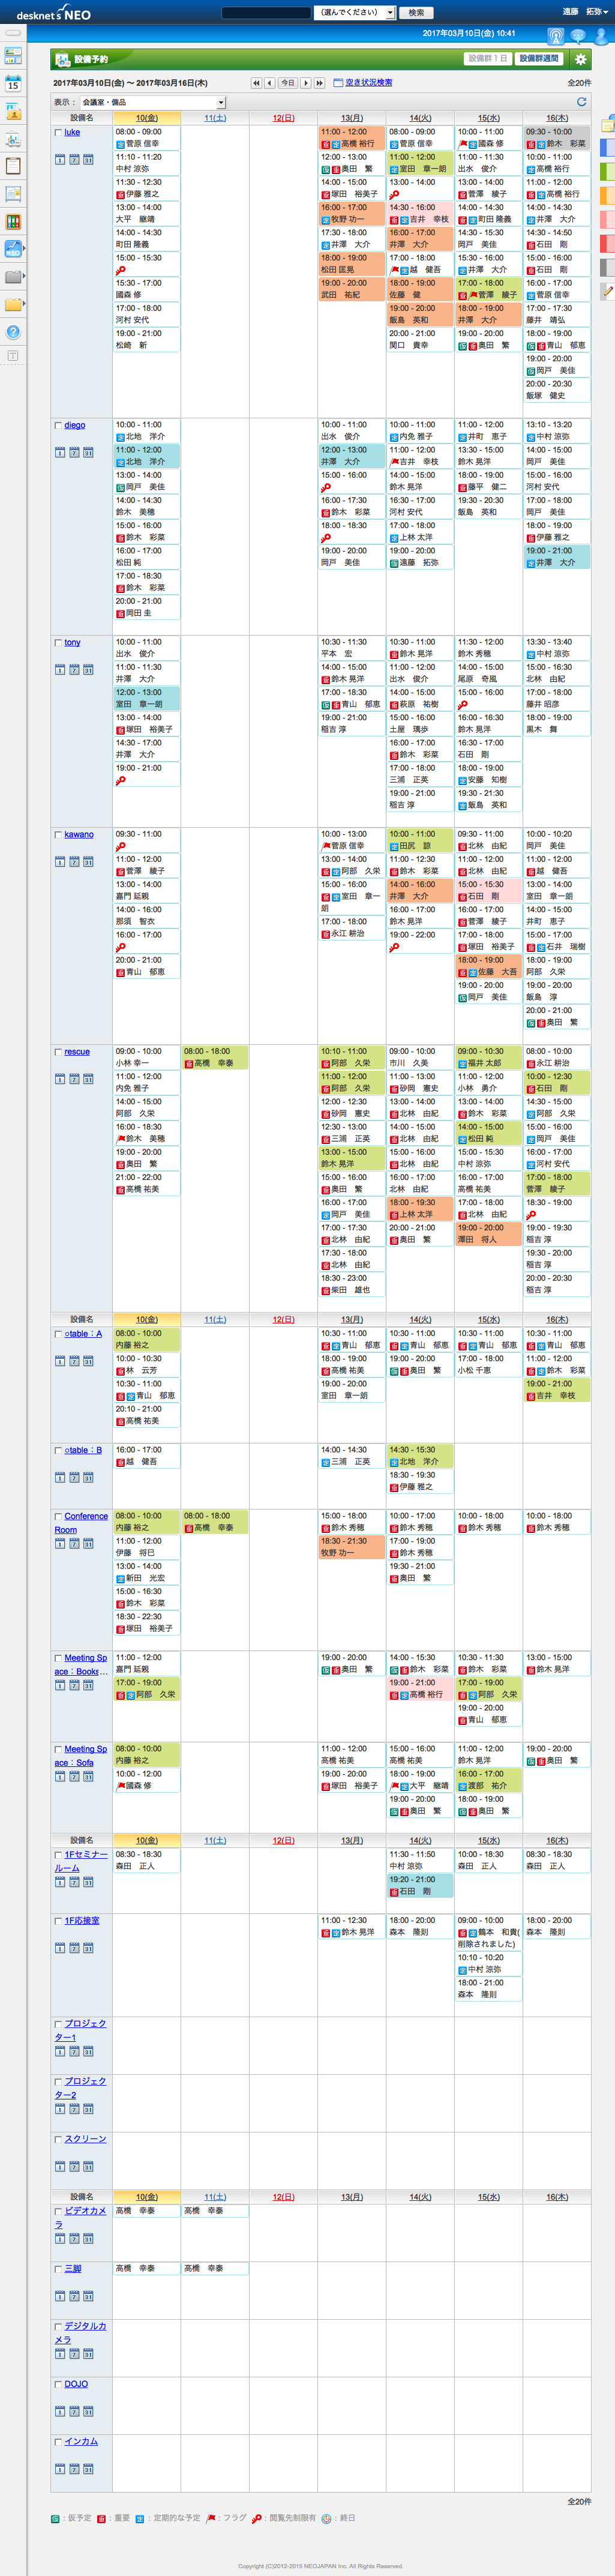 desknet's NEO
(選んでください)
検索
遠藤　拓弥
2017年03月10日(金) 10:41
設備予約
設備群１日
設備群週間
2017年03月10日(金) ～ 2017年03月16日(木)
今日
空き状況検索
全20件
表示：
会議室・備品
設備名 10(金) 11(土) 12(日) 13(月) 14(火) 15(水) 16(木)
luke
08:00 - 09:00
菅原 信幸
11:10 - 11:20
中村 涼弥
11:30 - 12:30
伊藤 雅之
13:00 - 14:00
大平　継靖
14:00 - 14:30
町田 隆義
15:00 - 15:30
15:30 - 17:00
國森 修
17:00 - 18:00
河村 安代
19:00 - 21:00
松崎　新
11:00 - 12:00
高橋 裕行
12:00 - 13:00
奥田　繁
14:00 - 15:00
塚田　裕美子
16:00 - 17:00
牧野 功一
17:30 - 18:00
井澤　大介
18:00 - 19:00
松田 匡晃
19:00 - 20:00
武田　祐紀
08:00 - 09:00
菅原 信幸
11:00 - 12:00
室田　章一朗
13:00 - 14:00
14:30 - 16:00
吉井　幸枝
16:00 - 17:00
井澤　大介
17:00 - 18:00
越　健吾
18:00 - 19:00
佐藤　健
19:00 - 20:00
飯島　英和
20:00 - 21:00
関口　貴幸
10:00 - 11:00
國森 修
11:00 - 11:30
出水　俊介
13:00 - 14:00
菅澤　綾子
14:00 - 14:30
町田 隆義
14:30 - 15:30
岡戸　美佳
15:30 - 16:00
井澤　大介
17:00 - 18:00
菅澤　綾子
18:00 - 19:00
井澤　大介
19:00 - 20:00
奥田　繁
09:30 - 10:00
鈴木　彩菜
10:00 - 11:00
高橋 裕行
11:00 - 12:00
高橋 裕行
14:00 - 14:30
井澤　大介
14:30 - 14:50
石田　剛
15:00 - 16:00
石田　剛
16:00 - 17:00
菅原 信幸
17:00 - 17:30
藤井　靖弘
18:00 - 19:00
青山　郁恵
19:00 - 20:00
岡戸　美佳
20:00 - 20:30
飯塚　健史
diego
10:00 - 11:00
北地　洋介
11:00 - 12:00
北地　洋介
13:00 - 14:00
岡戸　美佳
14:00 - 14:30
鈴木　美穂
15:00 - 16:00
鈴木　彩菜
16:00 - 17:00
松田 純
17:00 - 18:30
鈴木　彩菜
20:00 - 21:00
岡田 圭
10:00 - 11:00
出水　俊介
12:00 - 13:00
井澤　大介
15:00 - 16:00
16:00 - 17:30
鈴木　彩菜
18:00 - 18:30
19:00 - 20:00
岡戸　美佳
10:00 - 11:00
内免 雅子
11:00 - 12:00
吉井　幸枝
14:00 - 15:00
鈴木 晃洋
16:30 - 17:00
河村 安代
17:00 - 18:00
上林 太洋
19:00 - 20:00
遠藤　拓弥
11:00 - 12:00
井町　恵子
13:30 - 15:00
鈴木 晃洋
18:00 - 19:00
藤平　健二
19:30 - 20:30
飯島　英和
13:10 - 13:20
中村 涼弥
14:00 - 15:00
岡戸　美佳
15:00 - 16:00
河村 安代
17:00 - 18:00
岡戸　美佳
18:00 - 19:00
伊藤 雅之
19:00 - 21:00
井澤　大介
tony
10:00 - 11:00
出水　俊介
11:00 - 11:30
井澤　大介
12:00 - 13:00
室田　章一朗
13:00 - 14:00
塚田　裕美子
14:30 - 17:00
井澤　大介
19:00 - 21:00
10:30 - 11:30
平本　宏
14:00 - 15:00
鈴木 晃洋
17:00 - 18:30
青山　郁恵
19:00 - 21:00
稲吉 淳
10:30 - 11:00
鈴木 晃洋
11:00 - 12:00
出水　俊介
14:00 - 15:00
萩原　祐樹
15:00 - 16:00
土屋　璃歩
16:00 - 17:00
鈴木　彩菜
17:00 - 18:00
三浦　正英
19:00 - 21:00
稲吉 淳
11:30 - 12:00
鈴木 秀穂
14:00 - 15:00
尾原　奇風
15:00 - 16:00
16:00 - 16:30
鈴木 晃洋
16:30 - 17:00
石田　剛
18:00 - 19:00
安藤　知樹
19:30 - 21:30
飯島　英和
13:30 - 13:40
中村 涼弥
15:00 - 16:30
北林　由紀
17:00 - 18:00
藤井 昭彦
18:00 - 19:00
黒木　舞
kawano
09:30 - 11:00
11:00 - 12:00
菅澤　綾子
13:00 - 14:00
嘉門 延親
14:00 - 16:00
那須　智衣
16:00 - 17:00
20:00 - 21:00
青山　郁恵
10:00 - 13:00
菅原 信幸
13:00 - 14:00
阿部　久栄
15:00 - 16:00
室田　章一朗
17:00 - 18:00
永江 耕治
10:00 - 11:00
田尻　諒
11:00 - 12:30
鈴木　彩菜
14:00 - 16:00
井澤　大介
16:00 - 17:00
鈴木 晃洋
19:00 - 22:00
09:30 - 11:00
北林　由紀
11:00 - 12:00
北林　由紀
15:00 - 15:30
石田　剛
16:00 - 17:00
菅澤　綾子
17:00 - 18:00
塚田　裕美子
18:00 - 19:00
佐藤　大吾
19:00 - 20:00
岡戸　美佳
10:00 - 10:20
岡戸　美佳
11:00 - 12:00
越　健吾
13:00 - 14:00
室田　章一朗
14:00 - 15:00
井町　恵子
15:00 - 17:00
石井　瑞樹
18:00 - 19:00
阿部　久栄
19:00 - 20:00
飯島　淳
20:00 - 21:00
奥田　繁
rescue
09:00 - 10:00
小林 幸一
11:00 - 12:00
内免 雅子
14:00 - 15:00
阿部　久栄
16:00 - 18:30
鈴木　美穂
19:00 - 20:00
奥田　繁
21:00 - 22:00
高橋 祐美
08:00 - 18:00
高橋　幸泰
10:10 - 11:00
阿部　久栄
11:00 - 12:00
阿部　久栄
12:00 - 12:30
砂岡　憲史
12:30 - 13:00
三浦　正英
13:00 - 15:00
鈴木 晃洋
15:00 - 16:00
奥田　繁
16:00 - 17:00
岡戸　美佳
17:00 - 17:30
北林　由紀
17:30 - 18:00
北林　由紀
18:30 - 23:00
柴田　雄也
09:00 - 10:00
市川　久美
11:00 - 13:00
砂岡　憲史
13:00 - 14:00
北林　由紀
14:00 - 15:00
北林　由紀
15:00 - 16:00
北林　由紀
16:00 - 17:00
北林　由紀
18:00 - 19:30
上林 太洋
20:00 - 21:00
奥田　繁
09:00 - 10:30
福井 太郎
11:00 - 12:00
小林　勇介
13:00 - 14:00
鈴木　彩菜
14:00 - 15:00
松田 純
15:00 - 15:30
中村 涼弥
16:00 - 17:00
高橋 祐美
17:00 - 18:00
北林　由紀
19:00 - 20:00
澤田　将人
08:00 - 10:00
永江 耕治
10:00 - 12:30
石田　剛
14:30 - 15:00
阿部　久栄
15:00 - 16:00
岡戸　美佳
16:00 - 17:00
河村 安代
17:00 - 18:00
菅澤　綾子
18:30 - 19:00
19:00 - 19:30
稲吉 淳
19:30 - 20:00
稲吉 淳
20:00 - 20:30
稲吉 淳
設備名 10(金) 11(土) 12(日) 13(月) 14(火) 15(水) 16(木)
○table：A
08:00 - 10:00
内藤 裕之
10:00 - 10:30
林　云芳
10:30 - 11:00
青山　郁恵
20:10 - 21:00
高橋 祐美
10:30 - 11:00
青山　郁恵
18:00 - 19:00
高橋 祐美
19:00 - 20:00
室田　章一朗
10:30 - 11:00
青山　郁恵
19:00 - 20:00
奥田　繁
10:30 - 11:00
青山　郁恵
17:00 - 18:00
小松 千恵
10:30 - 11:00
青山　郁恵
11:00 - 12:00
鈴木　彩菜
19:00 - 21:00
吉井　幸枝
○table：B
16:00 - 17:00
越　健吾
14:00 - 14:30
三浦　正英
14:30 - 15:30
北地　洋介
18:30 - 19:30
伊藤 雅之
Conference Room
08:00 - 10:00
内藤 裕之
11:00 - 12:00
伊藤　将巳
13:00 - 14:00
新田　光宏
15:00 - 16:30
鈴木　彩菜
18:30 - 22:30
塚田　裕美子
08:00 - 18:00
高橋　幸泰
15:00 - 18:00
鈴木 秀穂
18:30 - 21:30
牧野 功一
10:00 - 17:00
鈴木 秀穂
17:00 - 19:00
鈴木 秀穂
19:30 - 21:00
奥田　繁
10:00 - 18:00
鈴木 秀穂
10:00 - 18:00
鈴木 秀穂
Meeting Space：Books…
11:00 - 12:00
嘉門 延親
17:00 - 19:00
阿部　久栄
19:00 - 20:00
奥田　繁
14:00 - 15:30
鈴木　彩菜
19:00 - 21:00
高橋 裕行
10:30 - 11:30
鈴木　彩菜
17:00 - 19:00
阿部　久栄
19:00 - 20:00
青山　郁恵
13:00 - 15:00
鈴木 晃洋
Meeting Space：Sofa
08:00 - 10:00
内藤 裕之
10:00 - 12:00
國森 修
11:00 - 12:00
高橋 祐美
19:00 - 20:00
塚田　裕美子
15:00 - 16:00
高橋 祐美
18:00 - 19:00
大平　継靖
19:00 - 20:00
奥田　繁
11:00 - 12:00
鈴木 晃洋
16:00 - 17:00
渡部　祐介
18:00 - 19:00
奥田　繁
19:00 - 20:00
奥田　繁
設備名 10(金) 11(土) 12(日) 13(月) 14(火) 15(水) 16(木)
1Fセミナールーム
08:30 - 18:30
森田　正人
11:30 - 11:50
中村 涼弥
19:20 - 21:00
石田　剛
10:00 - 18:30
森田　正人
08:30 - 18:30
森田　正人
1F応接室
11:00 - 12:30
鈴木 晃洋
18:00 - 20:00
森本　隆則
09:00 - 10:00
鶴本　和貴(削除されました)
10:10 - 10:20
中村 涼弥
18:00 - 21:00
森本　隆則
18:00 - 20:00
森本　隆則
プロジェクター1
プロジェクター2
スクリーン
設備名 10(金) 11(土) 12(日) 13(月) 14(火) 15(水) 16(木)
ビデオカメラ
高橋　幸泰
高橋　幸泰
三脚
高橋　幸泰
高橋　幸泰
デジタルカメラ
DOJO
インカム
全20件
仮：仮予定 重：重要 定：定期的な予定 ：フラグ ：閲覧先制限有 ：終日
Copyright (C)2012-2015 NEOJAPAN Inc. All Rights Reserved.